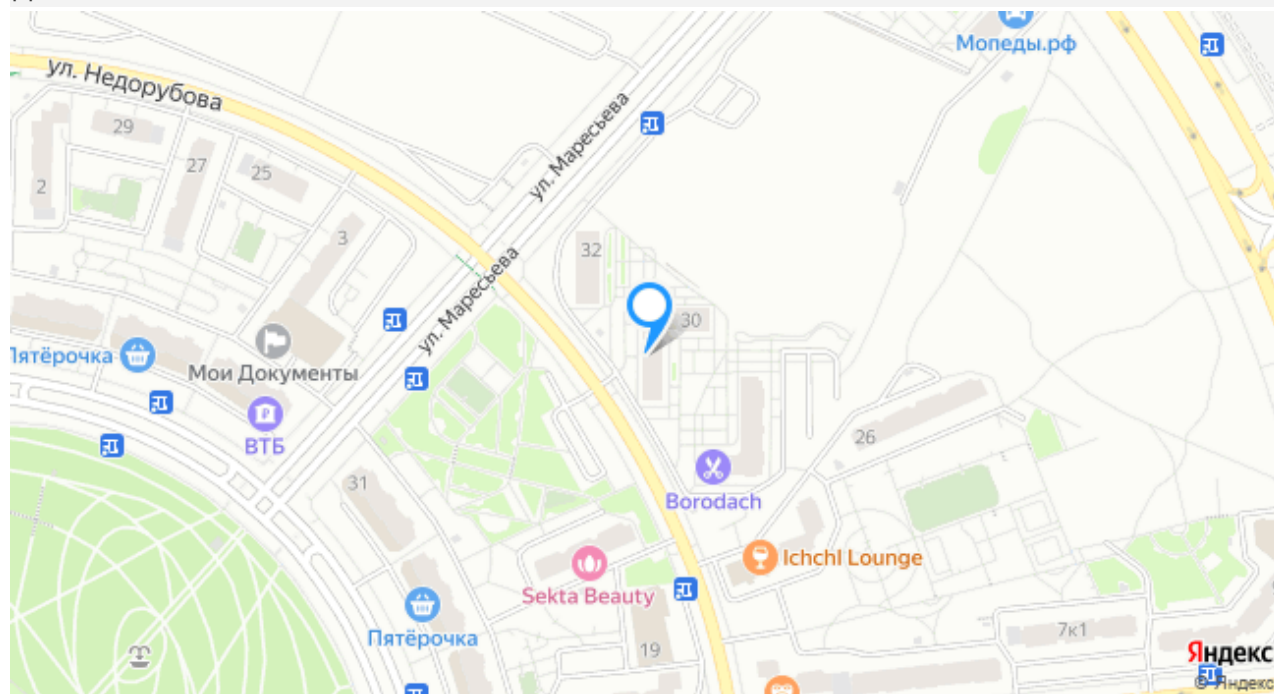 Мопеды.рф
ул. Недорубова
29
27
25
2
3
ул. Маресьева
32
ул. Маресьева
30
Пятёрочка
Мои Документы
ВТБ
26
31
Borodach
Ichchl Lounge
Sekta Beauty
Пятёрочка
19
7к1
Яндекс
© Яндекс